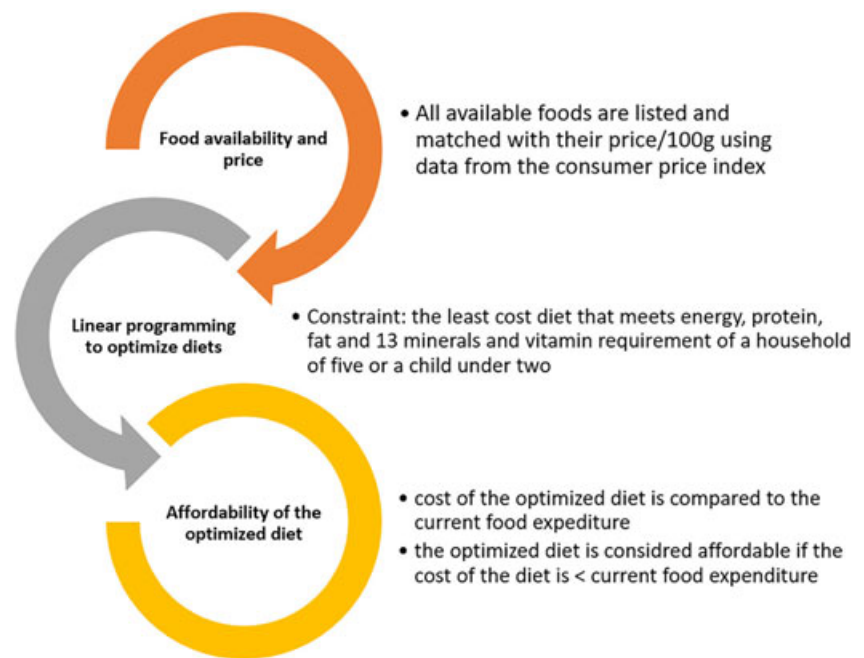 Food availability and
price
• All available foods are listed and
matched with their price/100g using
data from the consumer price index
Linear programming
to optimize diets
• Constraint: the least cost diet that meets energy, protein,
fat and 13 minerals and vitamin requirement of a household
of five or a child under two
Affordability of the
optimized diet
• cost of the optimized diet is compared to the
current food expediture
• the optimized diet is considred affordable if the
cost of the diet is < current food expenditure